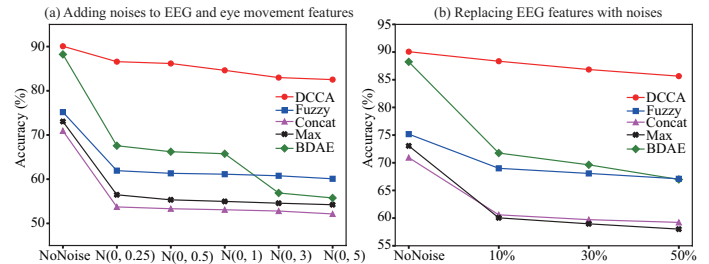 (a) Adding noises to EEG and eye movement features
Accuracy (%)
90
80
70
60
50
DCCA
Fuzzy
Concat
Max
BDAE
NoNoise N(0, 0.25) N(0, 0.5) N(0, 1) N(0, 3) N(0, 5)
(b) Replacing EEG features with noises
Accuracy (%)
95
90
85
80
75
70
65
60
55
DCCA
Fuzzy
Concat
Max
BDAE
NoNoise 10% 30% 50%